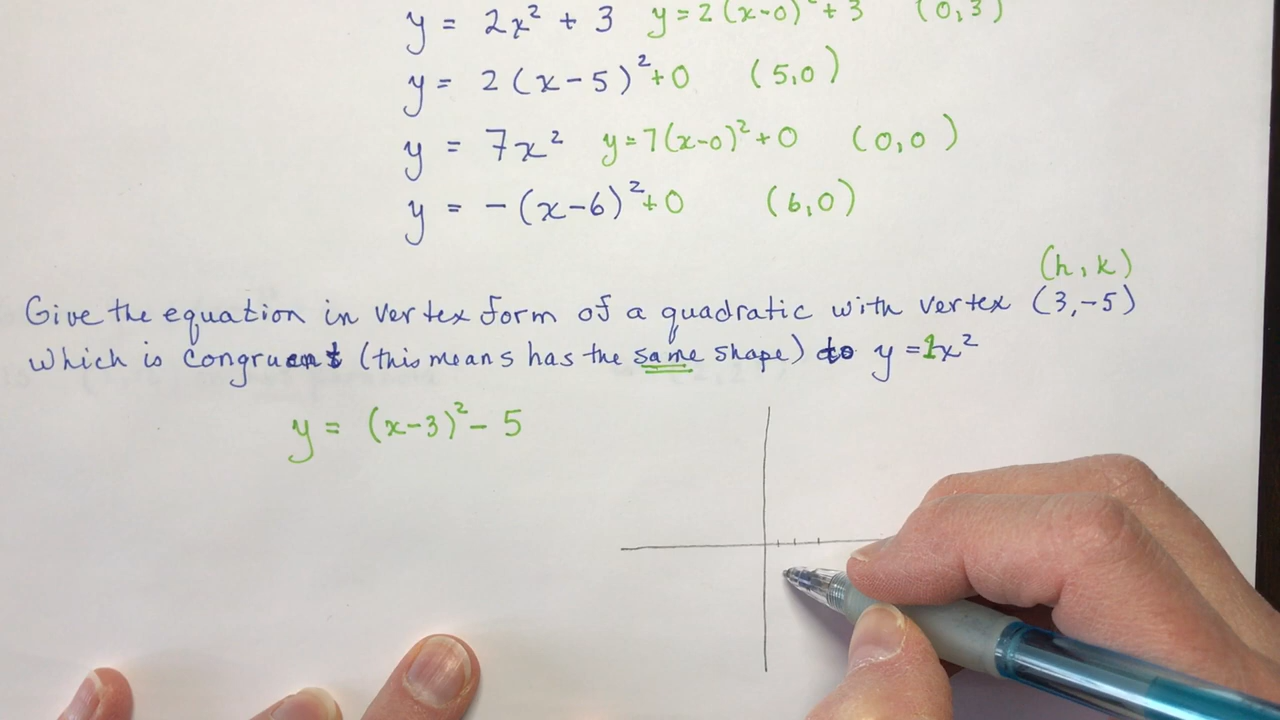 y = 2x² + 3 y = 2(x-0)² + 3 (0,3)
y = 2(x-5)²+0 (5,0)
y = 7x² y=7(x-0)²+0 (0,0)
y = -(x-6)²+0 (6,0)
(h,k)
Give the equation in vertex form of a quadratic with vertex (3,-5)
which is congruent (this means has the same shape) to y = 1x²
y = (x-3)² - 5